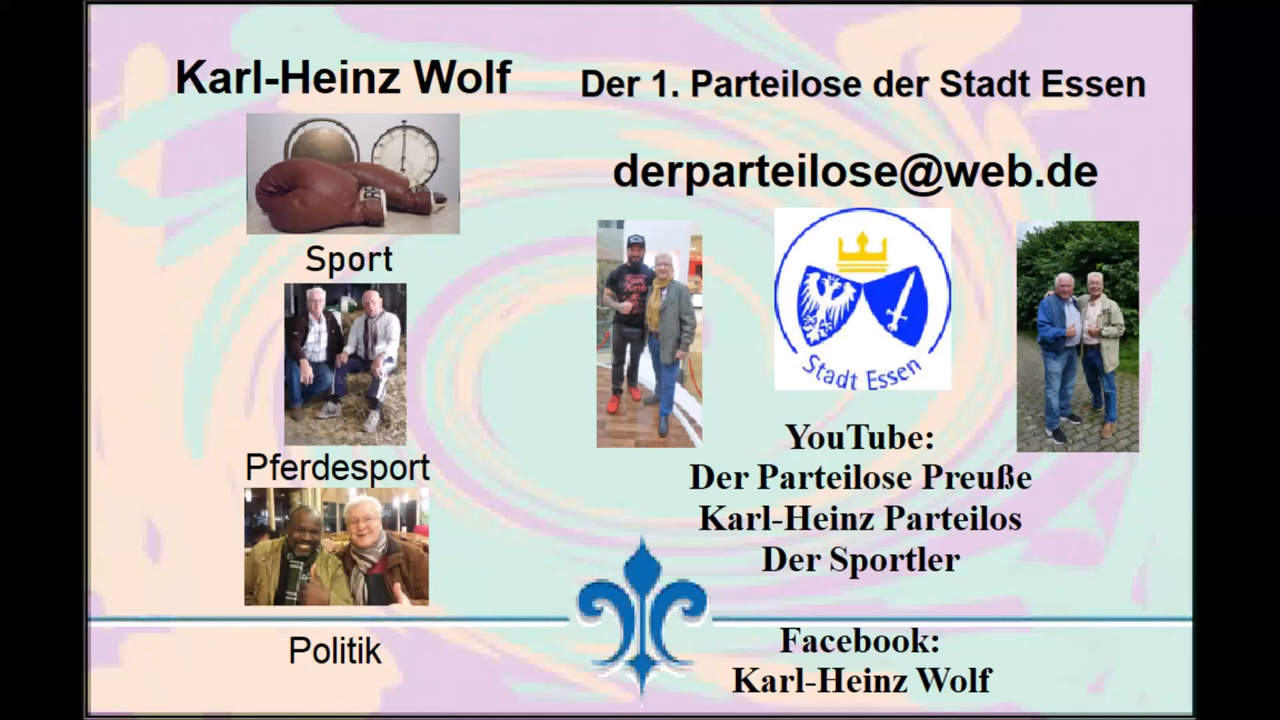 Karl-Heinz Wolf
Der 1. Parteilose der Stadt Essen
derparteilose@web.de
Sport
Pferdesport
Politik
Stadt Essen
YouTube:
Der Parteilose Preuße
Karl-Heinz Parteilos
Der Sportler
Facebook:
Karl-Heinz Wolf